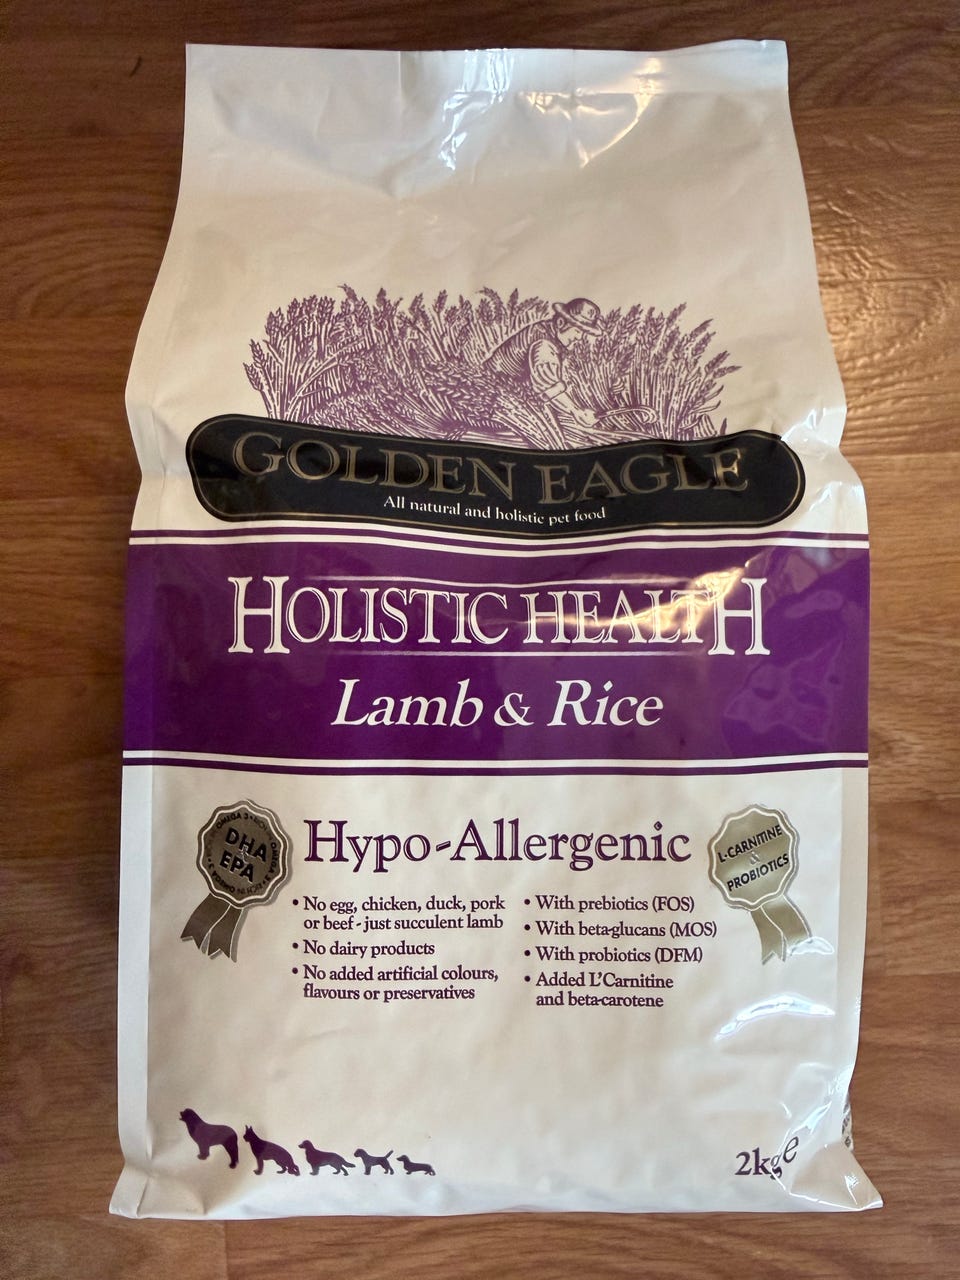 GOLDEN EAGLE
All natural and holistic pet food
HOLISTIC HEALTH
Lamb & Rice
DHA
EPA
Hypo-Allergenic
L-CARNITINE
&
PROBIOTICS
• No egg, chicken, duck, pork
or beef - just succulent lamb
• No dairy products
• No added artificial colours,
flavours or preservatives
• With prebiotics (FOS)
• With beta-glucans (MOS)
• With probiotics (DFM)
• Added L'Carnitine
and beta-carotene
2kg e